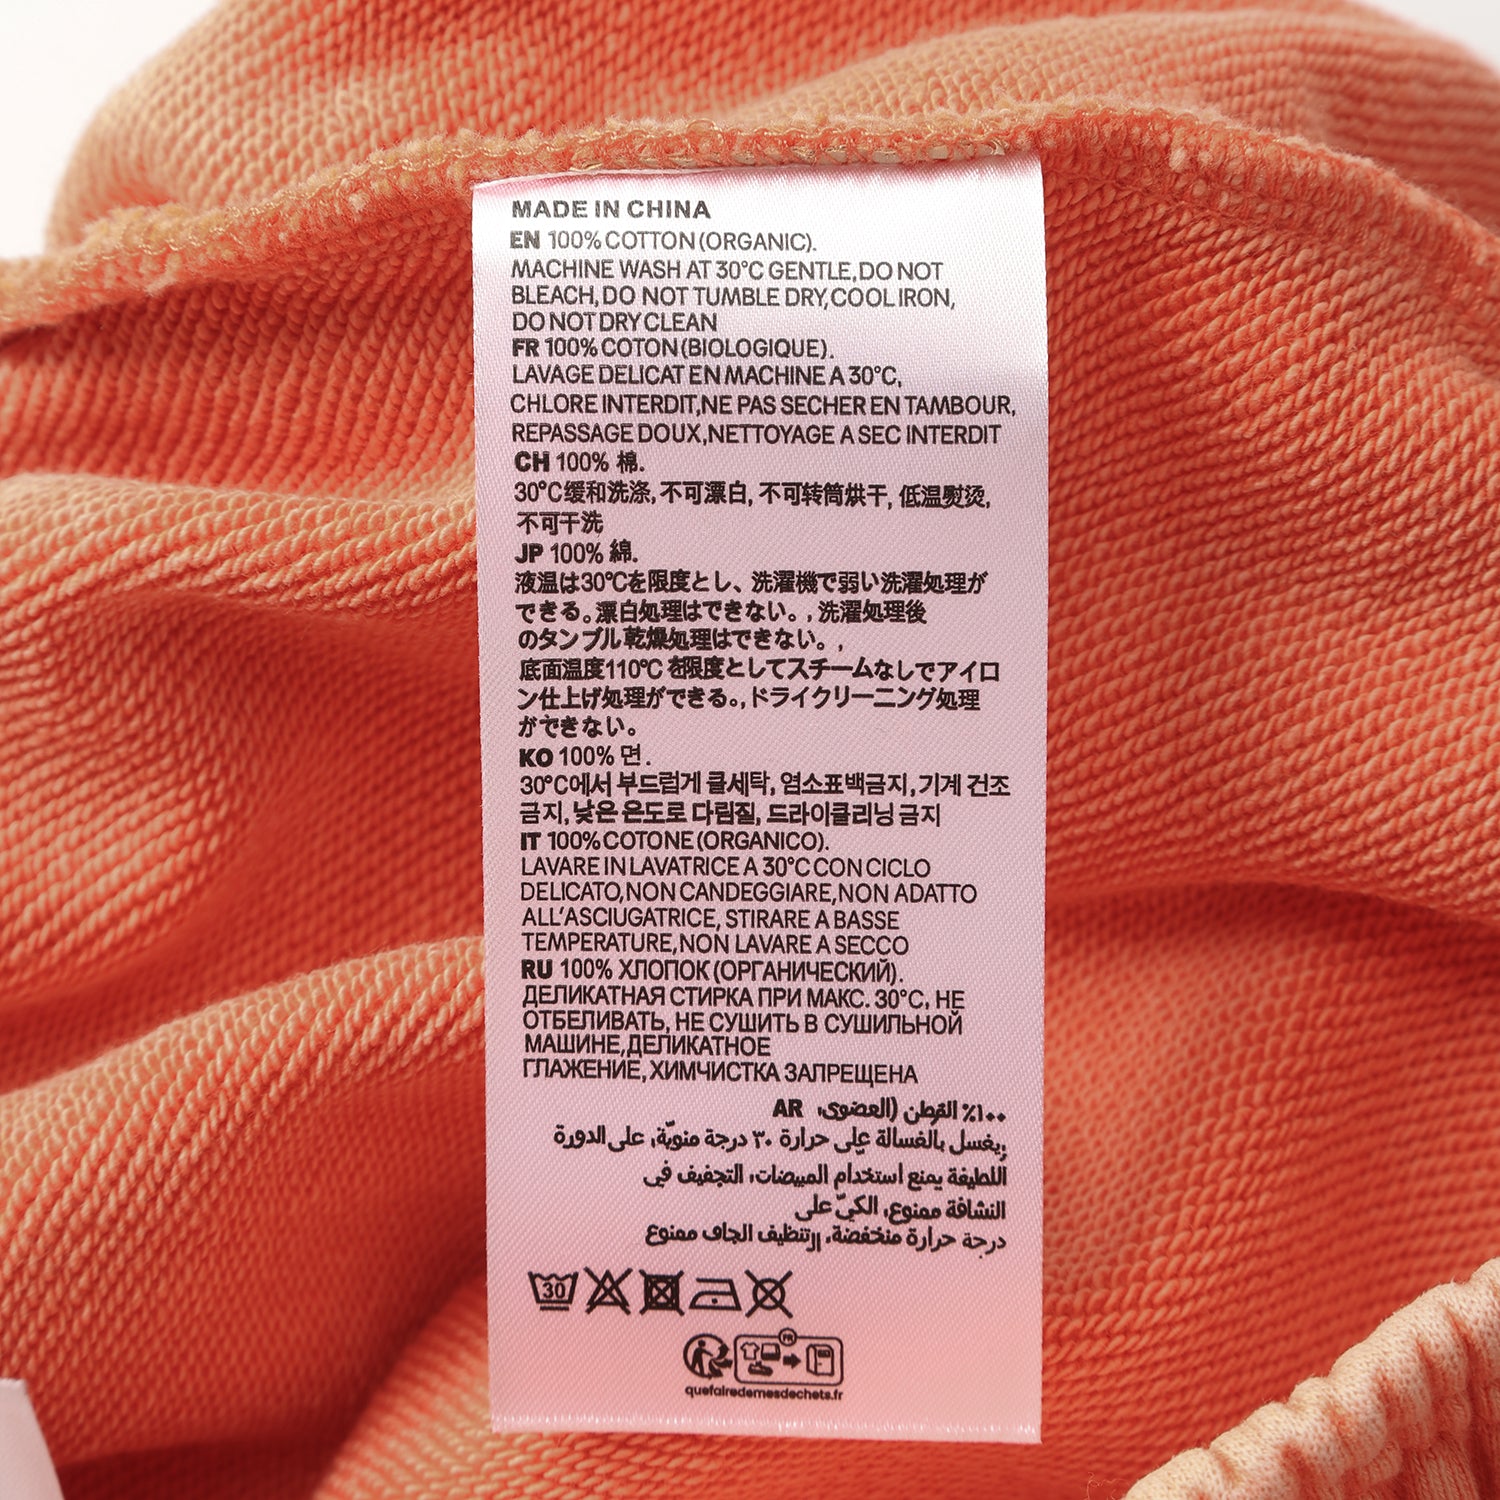 MADE IN CHINA
EN 100% COTTON (ORGANIC).
MACHINE WASH AT 30°C GENTLE, DO NOT
BLEACH, DO NOT TUMBLE DRY, COOL IRON,
DO NOT DRY CLEAN
FR 100% COTON (BIOLOGIQUE).
LAVAGE DELICAT EN MACHINE A 30°C,
CHLORE INTERDIT, NE PAS SECHER EN TAMBOUR,
REPASSAGE DOUX, NETTOYAGE A SEC INTERDIT
CH 100% 棉.
30°C缓和洗涤, 不可漂白, 不可转筒烘干, 低温熨烫,
不可干洗
JP 100% 綿.
液温は30°Cを限度とし、洗濯機で弱い洗濯処理が
できる。漂白処理はできない。, 洗濯処理後
のタンブル乾燥処理はできない。,
底面温度110°Cを限度としてスチームなしでアイロ
ン仕上げ処理ができる。, ドライクリーニング処理
ができない。
KO 100% 면.
30°C에서 부드럽게 클세탁, 염소표백금지, 기계 건조
금지, 낮은 온도로 다림질, 드라이클리닝 금지
IT 100% COTONE (ORGANICO).
LAVARE IN LAVATRICE A 30°C CON CICLO
DELICATO, NON CANDEGGIARE, NON ADATTO
ALL'ASCIUGATRICE, STIRARE A BASSE
TEMPERATURE, NON LAVARE A SECCO
RU 100% ХЛОПОК (ОРГАНИЧЕСКИЙ).
ДЕЛИКАТНАЯ СТИРКА ПРИ МАКС. 30°C, НЕ
ОТБЕЛИВАТЬ, НЕ СУШИТЬ В СУШИЛЬНОЙ
МАШИНЕ, ДЕЛИКАТНОЕ
ГЛАЖЕНИЕ, ХИМЧИСТКА ЗАПРЕЩЕНА
١٠٠٪ القطن (العضوي، AR
يغسل بالغسالة على حرارة ٣٠ درجة منويّة، على الدورة
اللطيفة يمنع استخدام المبيضات، التجفيف في
النشافة ممنوع، الكيّ على
درجة حرارة منخفضة، التنظيف الجاف ممنوع
30
FR
quefairedemesdechets.fr